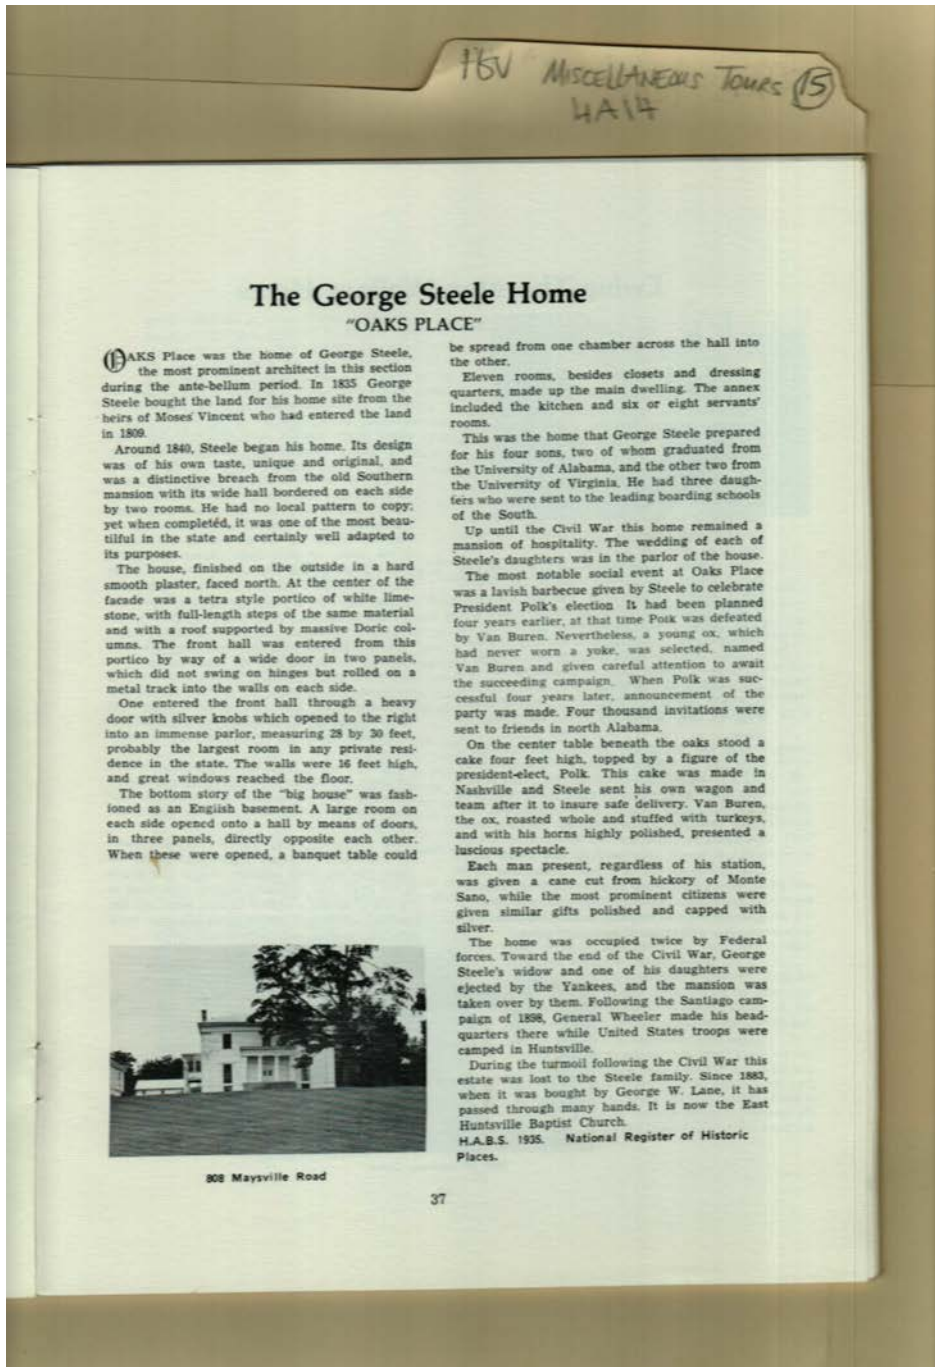 HSV MISCELLANEOUS TOURS 15
4A14
The George Steele Home
"OAKS PLACE"
OAKS Place was the home of George Steele,
the most prominent architect in this section
during the ante-bellum period. In 1835 George
Steele bought the land for his home site from the
heirs of Moses Vincent who had entered the land
in 1809.
Around 1840, Steele began his home. Its design
was of his own taste, unique and original, and
was a distinctive breach from the old Southern
mansion with its wide hall bordered on each side
by two rooms. He had no local pattern to copy;
yet when completed, it was one of the most beau-
tilful in the state and certainly well adapted to
its purposes.
The house, finished on the outside in a hard
smooth plaster, faced north. At the center of the
facade was a tetra style portico of white lime-
stone, with full-length steps of the same material
and with a roof supported by massive Doric col-
umns. The front hall was entered from this
portico by way of a wide door in two panels,
which did not swing on hinges but rolled on a
metal track into the walls on each side.
One entered the front hall through a heavy
door with silver knobs which opened to the right
into an immense parlor, measuring 28 by 30 feet,
probably the largest room in any private resi-
dence in the state. The walls were 16 feet high,
and great windows reached the floor.
The bottom story of the "big house" was fash-
ioned as an English basement. A large room on
each side opened onto a hall by means of doors,
in three panels, directly opposite each other.
When these were opened, a banquet table could
be spread from one chamber across the hall into
the other.
Eleven rooms, besides closets and dressing
quarters, made up the main dwelling. The annex
included the kitchen and six or eight servants'
rooms.
This was the home that George Steele prepared
for his four sons, two of whom graduated from
the University of Alabama, and the other two from
the University of Virginia. He had three daugh-
ters who were sent to the leading boarding schools
of the South.
Up until the Civil War this home remained a
mansion of hospitality. The wedding of each of
Steele's daughters was in the parlor of the house.
The most notable social event at Oaks Place
was a lavish barbecue given by Steele to celebrate
President Polk's election It had been planned
four years earlier, at that time Polk was defeated
by Van Buren. Nevertheless, a young ox, which
had never worn a yoke, was selected, named
Van Buren and given careful attention to await
the succeeding campaign. When Polk was suc-
cessful four years later, announcement of the
party was made. Four thousand invitations were
sent to friends in north Alabama.
On the center table beneath the oaks stood a
cake four feet high, topped by a figure of the
president-elect, Polk. This cake was made in
Nashville and Steele sent his own wagon and
team after it to insure safe delivery. Van Buren,
the ox, roasted whole and stuffed with turkeys,
and with his horns highly polished, presented a
luscious spectacle.
Each man present, regardless of his station,
was given a cane cut from hickory of Monte
Sano, while the most prominent citizens were
given similar gifts polished and capped with
silver.
The home was occupied twice by Federal
forces. Toward the end of the Civil War, George
Steele's widow and one of his daughters were
ejected by the Yankees, and the mansion was
taken over by them. Following the Santiago cam-
paign of 1898, General Wheeler made his head-
quarters there while United States troops were
camped in Huntsville.
During the turmoil following the Civil War this
estate was lost to the Steele family. Since 1883,
when it was bought by George W. Lane, it has
passed through many hands. It is now the East
Huntsville Baptist Church.
H.A.B.S. 1935. National Register of Historic
Places.
808 Maysville Road
37